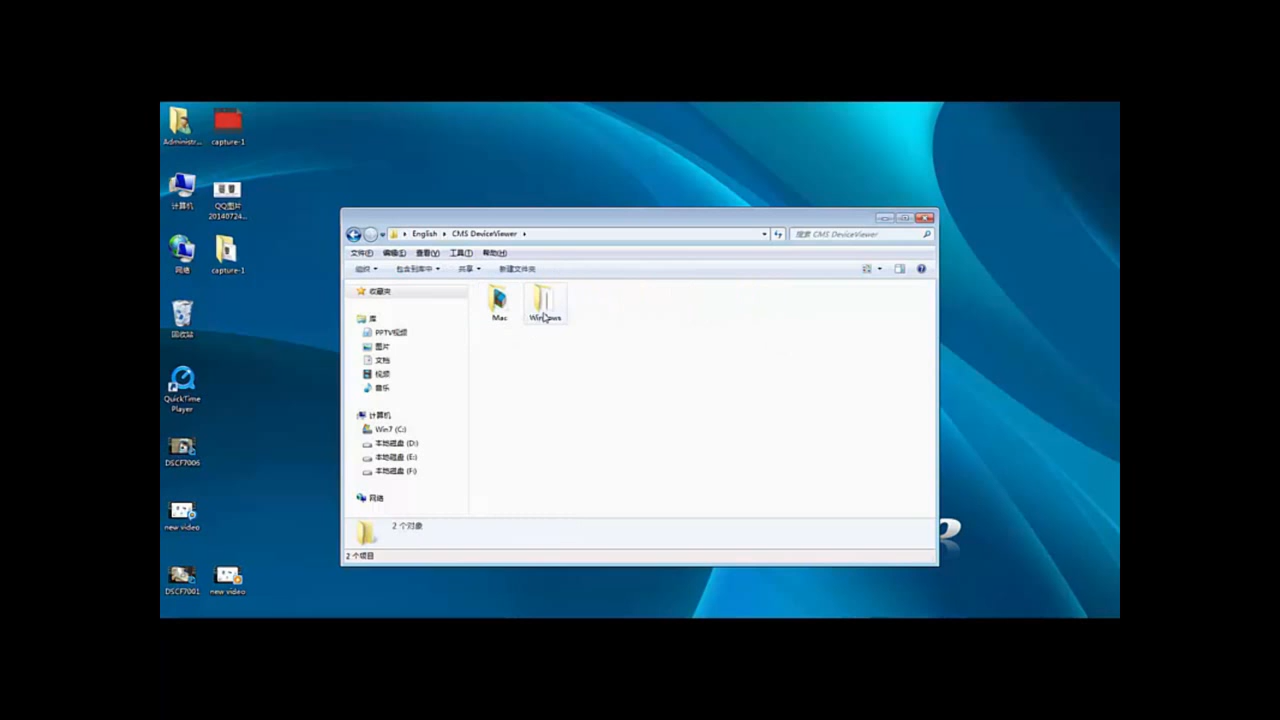 Administr...
capture-1
计算机
QQ图片
20140724...
网络
capture-1
回收站
QuickTime
Player
DSCF7006
new video
DSCF7001
new video
English
CMS DeviceViewer
搜索 CMS DeviceViewer
文件(F)
编辑(E)
查看(V)
工具(T)
帮助(H)
组织
包含到库中
共享
新建文件夹
收藏夹
库
PPTV视频
图片
文档
视频
音乐
计算机
Win7 (C:)
本地磁盘 (D:)
本地磁盘 (E:)
本地磁盘 (F:)
网络
Mac
Windows
2 个对象
2 个项目